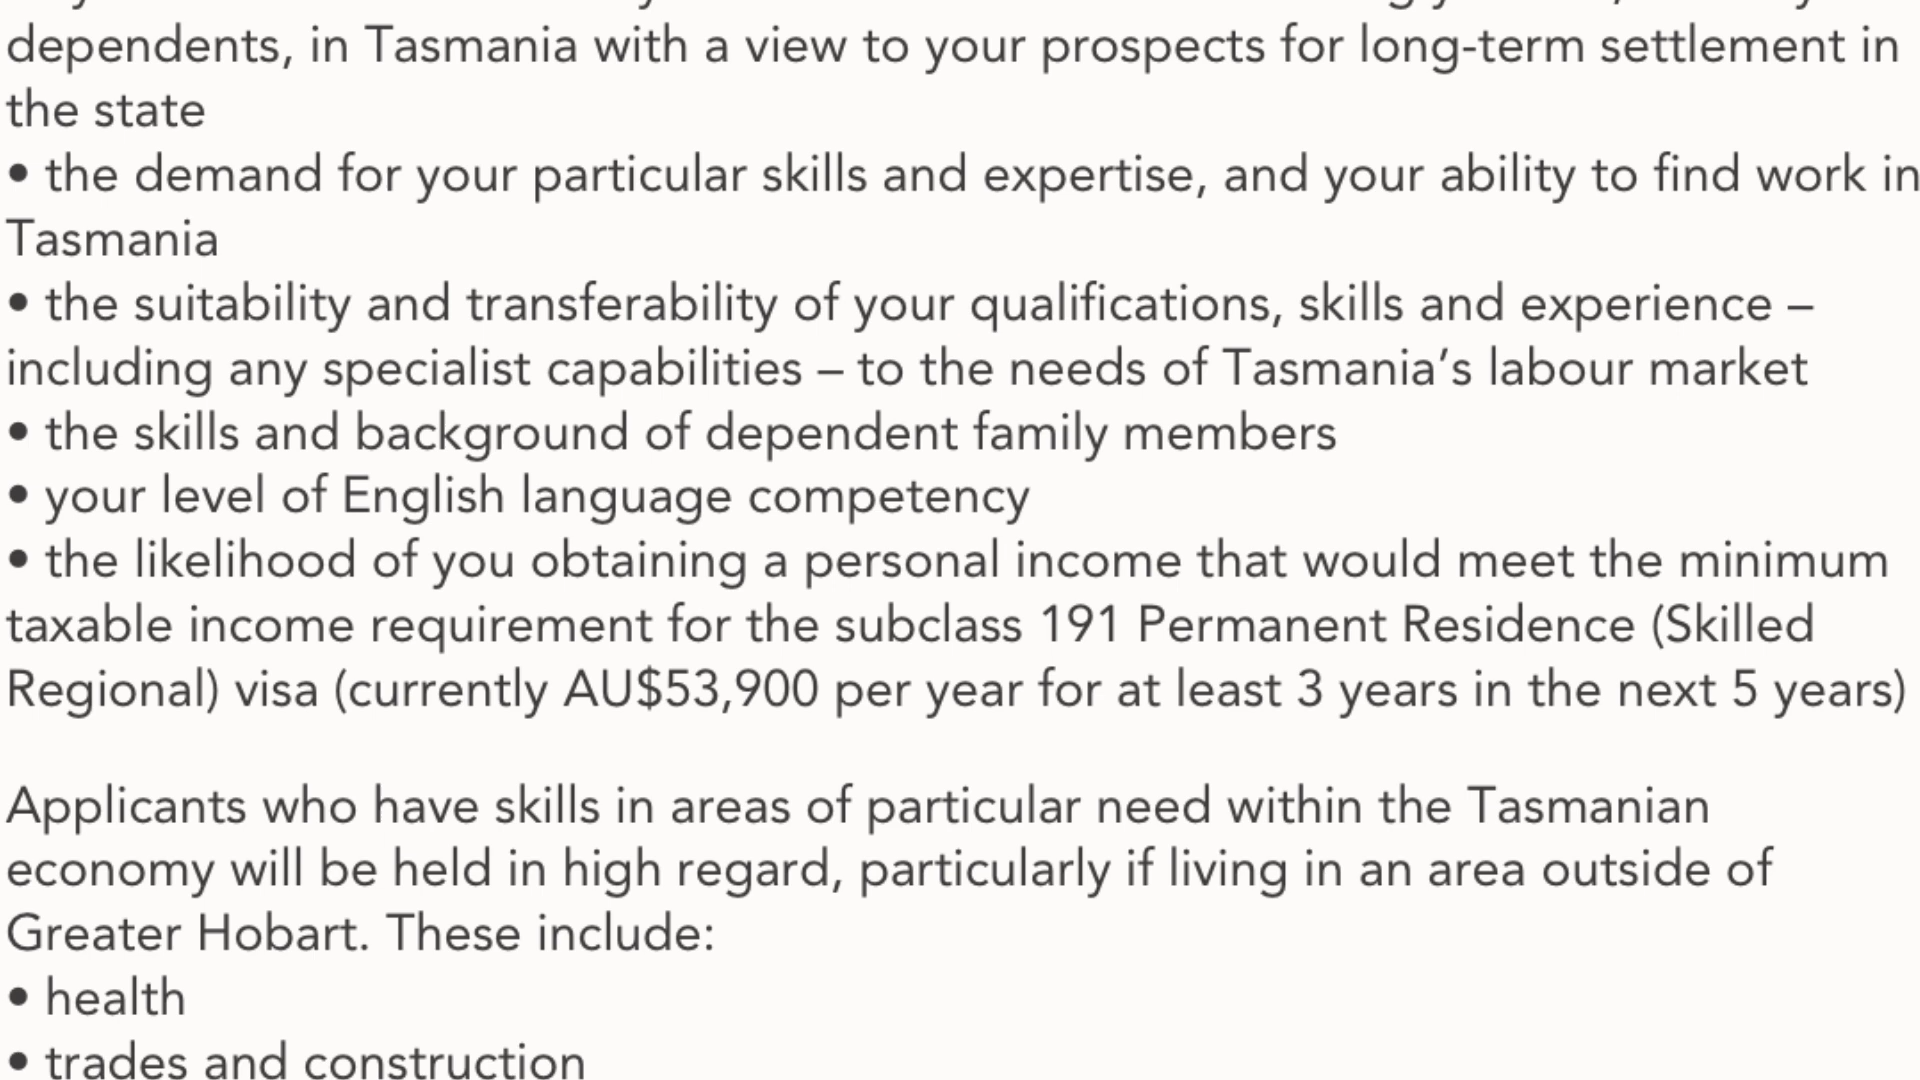 dependents, in Tasmania with a view to your prospects for long-term settlement in
the state
• the demand for your particular skills and expertise, and your ability to find work in
Tasmania
• the suitability and transferability of your qualifications, skills and experience –
including any specialist capabilities – to the needs of Tasmania’s labour market
• the skills and background of dependent family members
• your level of English language competency
• the likelihood of you obtaining a personal income that would meet the minimum
taxable income requirement for the subclass 191 Permanent Residence (Skilled
Regional) visa (currently AU$53,900 per year for at least 3 years in the next 5 years)
Applicants who have skills in areas of particular need within the Tasmanian
economy will be held in high regard, particularly if living in an area outside of
Greater Hobart. These include:
• health
• trades and construction